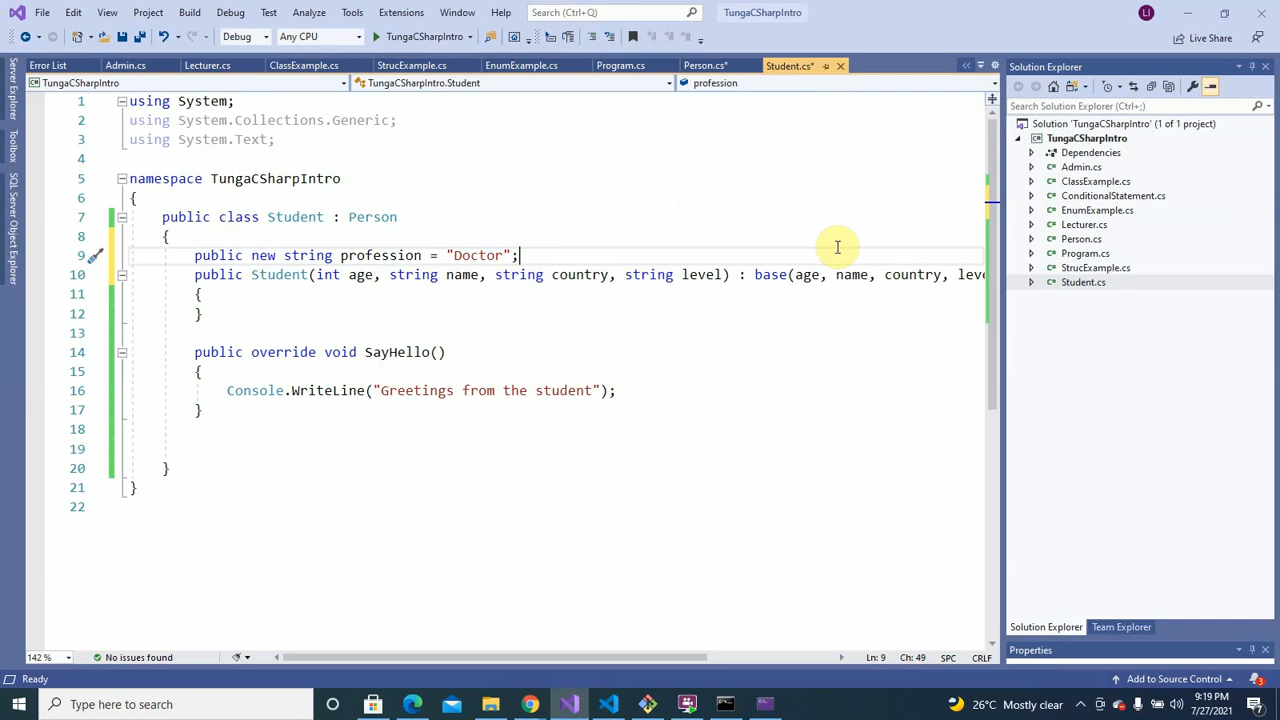 File Edit View Project Build Debug Test Analyze Tools Extensions Window Help Search (Ctrl+Q) TungaCSharpIntro LI
Debug Any CPU TungaCSharpIntro Live Share
Error List Admin.cs Lecturer.cs ClassExample.cs StrucExample.cs EnumExample.cs Program.cs Person.cs* Student.cs*
TungaCSharpIntro TungaCSharpIntro.Student profession
Server Explorer
Toolbox
SQL Server Object Explorer
1 using System;
2 using System.Collections.Generic;
3 using System.Text;
4
5 namespace TungaCSharpIntro
6 {
7 public class Student : Person
8 {
9 public new string profession = "Doctor";
10 public Student(int age, string name, string country, string level) : base(age, name, country, leve
11 {
12 }
13
14 public override void SayHello()
15 {
16 Console.WriteLine("Greetings from the student");
17 }
18
19
20 }
21 }
22
142 % No issues found Ln: 9 Ch: 49 SPC CRLF
Solution Explorer
Search Solution Explorer (Ctrl+;)
Solution 'TungaCSharpIntro' (1 of 1 project)
TungaCSharpIntro
Dependencies
Admin.cs
ClassExample.cs
ConditionalStatement.cs
EnumExample.cs
Lecturer.cs
Person.cs
Program.cs
StrucExample.cs
Student.cs
Solution Explorer Team Explorer
Properties
Ready Add to Source Control 3
Type here to search 26°C Mostly clear 9:19 PM
7/27/2021